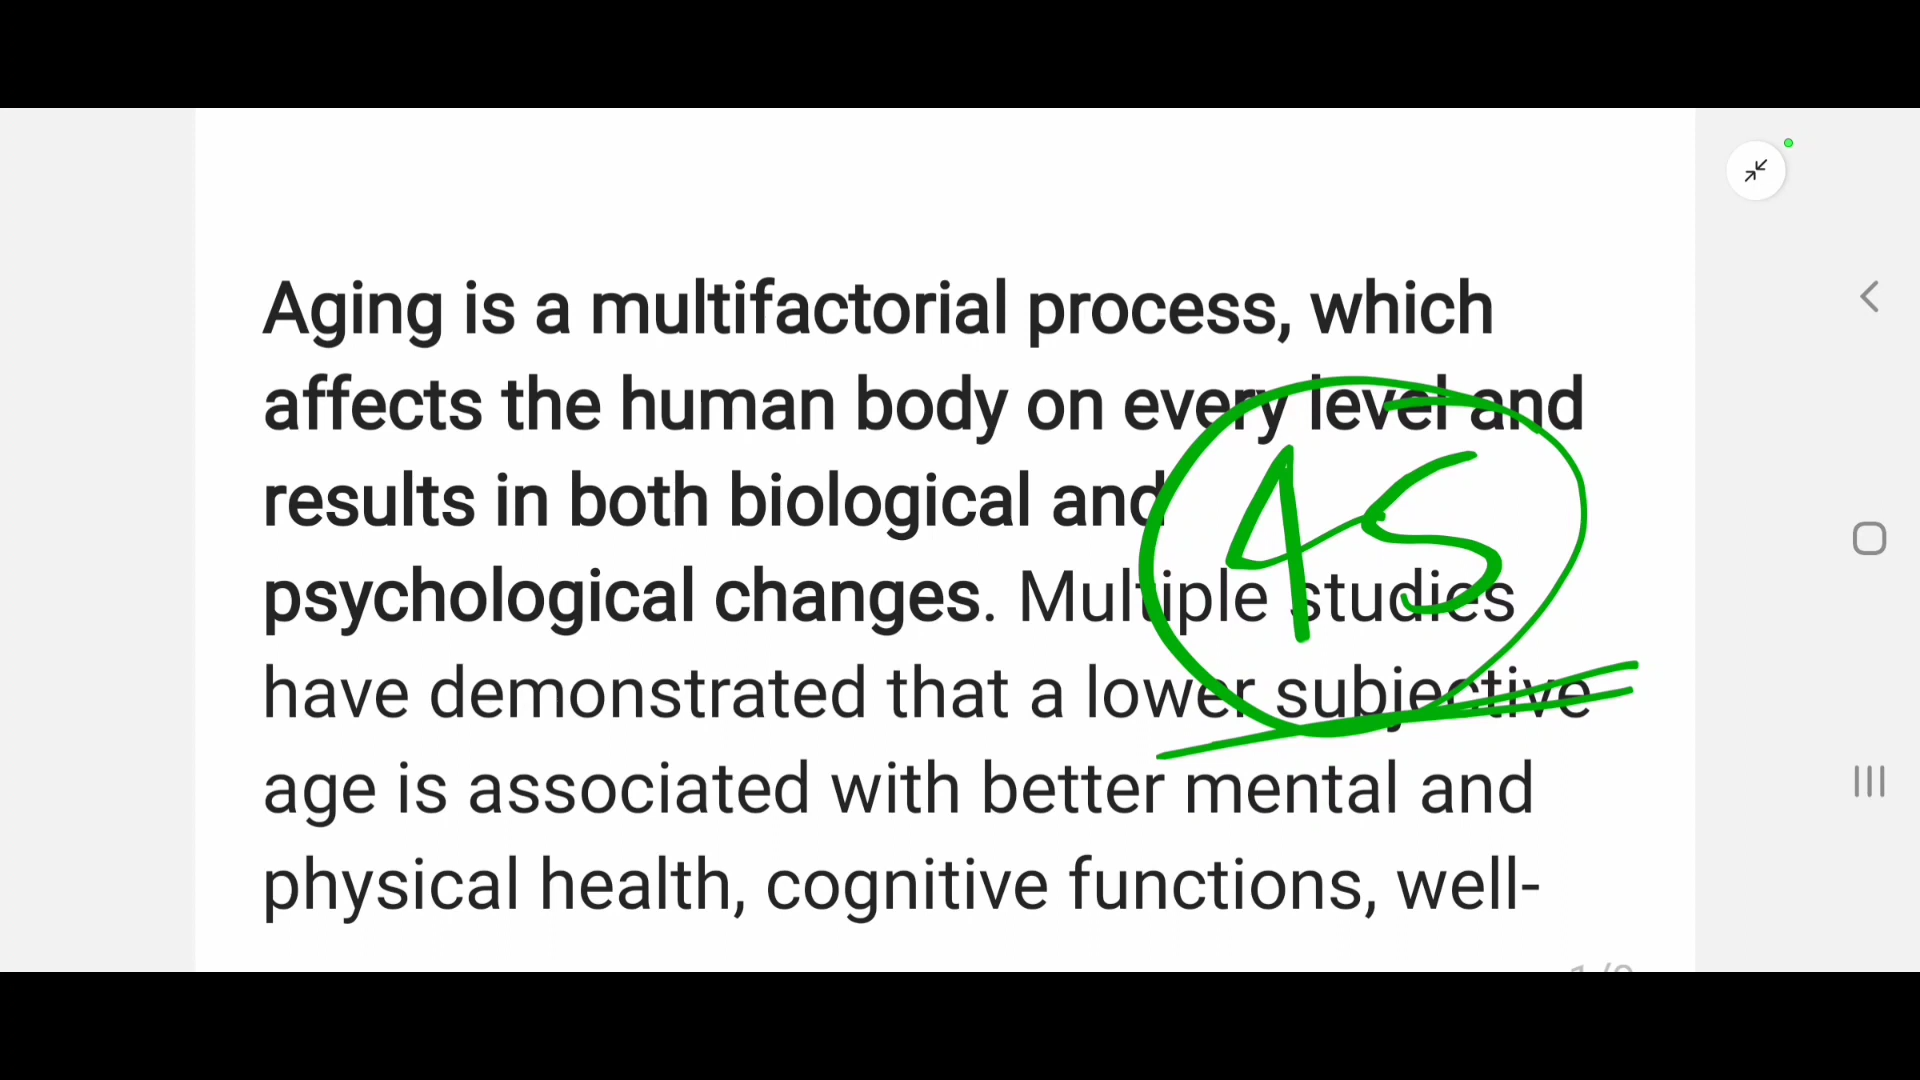 Aging is a multifactorial process, which
affects the human body on every level and
results in both biological and
psychological changes. Multiple studies
have demonstrated that a lower subjective
age is associated with better mental and
physical health, cognitive functions, well-
45